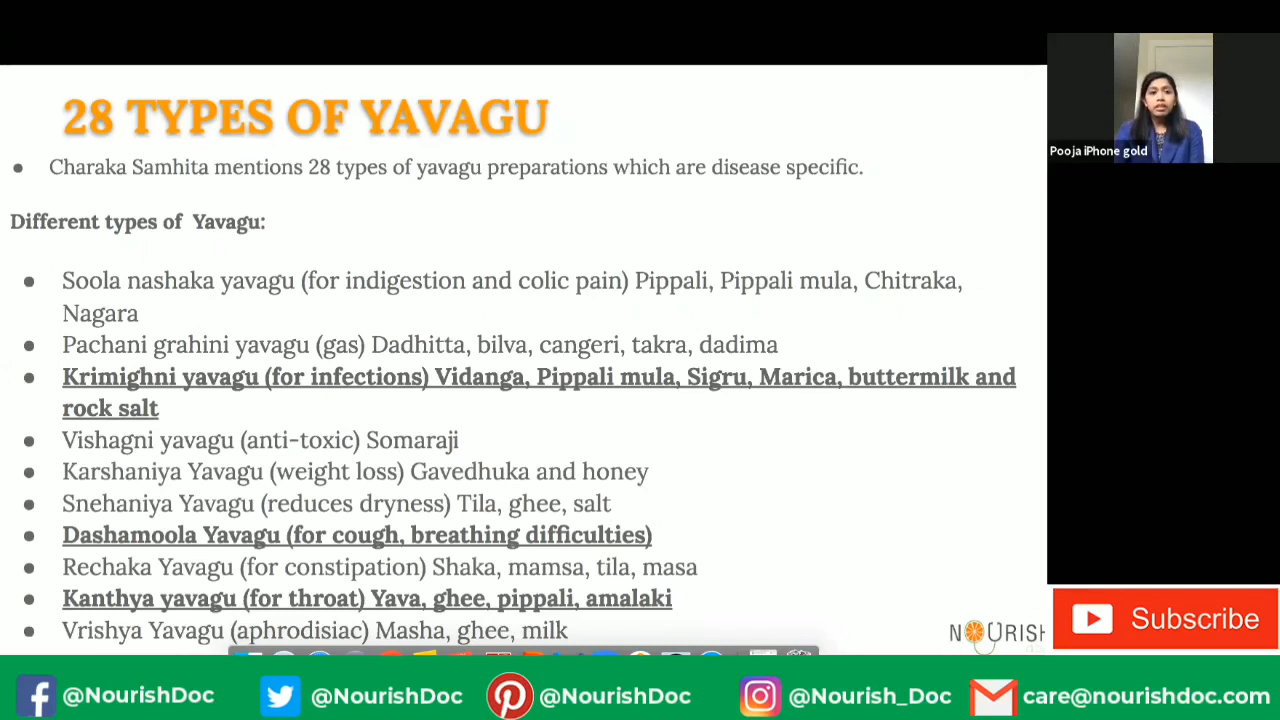 28 TYPES OF YAVAGU
Charaka Samhita mentions 28 types of yavagu preparations which are disease specific.
Different types of Yavagu:
Soola nashaka yavagu (for indigestion and colic pain) Pippali, Pippali mula, Chitraka,
Nagara
Pachani grahini yavagu (gas) Dadhitta, bilva, cangeri, takra, dadima
Krimighni yavagu (for infections) Vidanga, Pippali mula, Sigru, Marica, buttermilk and
rock salt
Vishagni yavagu (anti-toxic) Somaraji
Karshaniya Yavagu (weight loss) Gavedhuka and honey
Snehaniya Yavagu (reduces dryness) Tila, ghee, salt
Dashamoola Yavagu (for cough, breathing difficulties)
Rechaka Yavagu (for constipation) Shaka, mamsa, tila, masa
Kanthya yavagu (for throat) Yava, ghee, pippali, amalaki
Vrishya Yavagu (aphrodisiac) Masha, ghee, milk
Pooja iPhone gold
NOURISH
Subscribe
@NourishDoc
@NourishDoc
@NourishDoc
@Nourish_Doc
care@nourishdoc.com